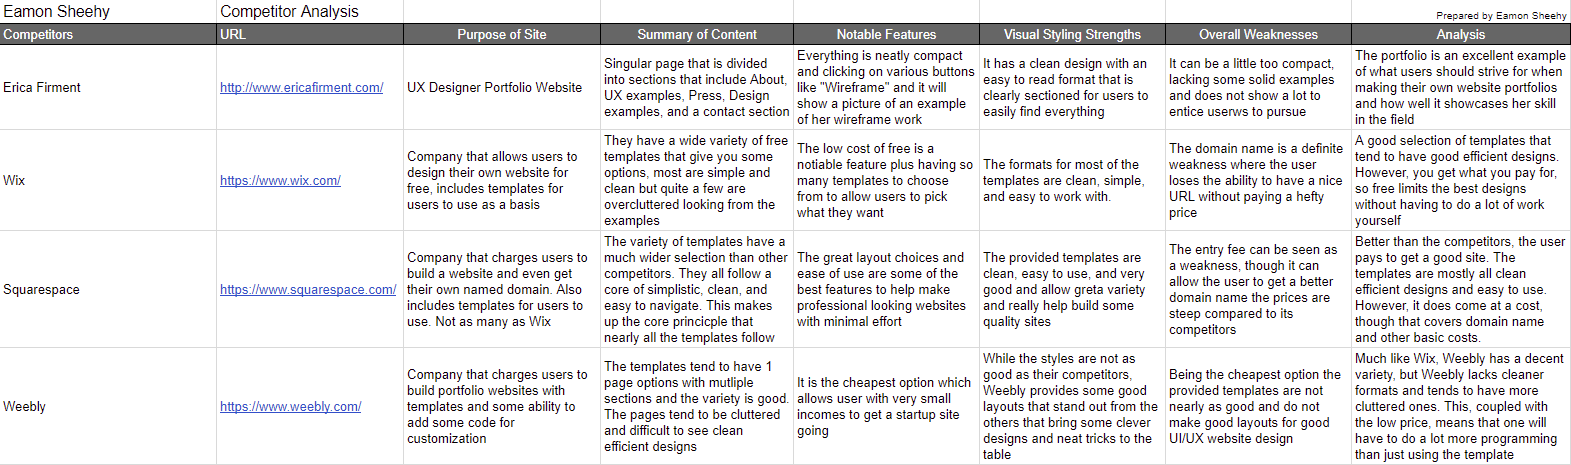 Eamon Sheehy
Competitor Analysis
Prepared by Eamon Sheehy
Competitors
URL
Purpose of Site
Summary of Content
Notable Features
Visual Styling Strengths
Overall Weaknesses
Analysis
Erica Firment
http://www.ericafirment.com/
UX Designer Portfolio Website
Singular page that is divided
into sections that include About,
UX examples, Press, Design
examples, and a contact section
Everything is neatly compact
and clicking on various buttons
like "Wireframe" and it will
show a picture of an example
of her wireframe work
It has a clean design with an
easy to read format that is
clearly sectioned for users to
easily find everything
It can be a little too compact,
lacking some solid examples
and does not show a lot to
entice userws to pursue
The portfolio is an excellent example
of what users should strive for when
making their own website portfolios
and how well it showcases her skill
in the field
Wix
https://www.wix.com/
Company that allows users to
design their own website for
free, includes templates for
users to use as a basis
They have a wide variety of free
templates that give you some
options, most are simple and
clean but quite a few are
overcluttered looking from the
examples
The low cost of free is a
notiable feature plus having so
many templates to choose
from to allow users to pick
what they want
The formats for most of the
templates are clean, simple,
and easy to work with.
The domain name is a definite
weakness where the user
loses the ability to have a nice
URL without paying a hefty
price
A good selection of templates that
tend to have good efficient designs.
However, you get what you pay for,
so free limits the best designs
without having to do a lot of work
yourself
Squarespace
https://www.squarespace.com/
Company that charges users to
build a website and even get
their own named domain. Also
includes templates for users to
use. Not as many as Wix
The variety of templates have a
much wider selection than other
competitors. They all follow a
core of simplistic, clean, and
easy to navigate. This makes
up the core princicple that
nearly all the templates follow
The great layout choices and
ease of use are some of the
best features to help make
professional looking websites
with minimal effort
The provided templates are
clean, easy to use, and very
good and allow greta variety
and really help build some
quality sites
The entry fee can be seen as
a weakness, though it can
allow the user to get a better
domain name the prices are
steep compared to its
competitors
Better than the competitors, the user
pays to get a good site. The
templates are mostly all clean
efficient designs and easy to use.
However, it does come at a cost,
though that covers domain name
and other basic costs.
Weebly
https://www.weebly.com/
Company that charges users to
build portfolio websites with
templates and some ability to
add some code for
customization
The templates tend to have 1
page options with mutliple
sections and the variety is good.
The pages tend to be cluttered
and difficult to see clean
efficient designs
It is the cheapest option which
allows user with very small
incomes to get a startup site
going
While the styles are not as
good as their competitors,
Weebly provides some good
layouts that stand out from the
others that bring some clever
designs and neat tricks to the
table
Being the cheapest option the
provided templates are not
nearly as good and do not
make good layouts for good
UI/UX website design
Much like Wix, Weebly has a decent
variety, but Weebly lacks cleaner
formats and tends to have more
cluttered ones. This, coupled with
the low price, means that one will
have to do a lot more programming
than just using the template